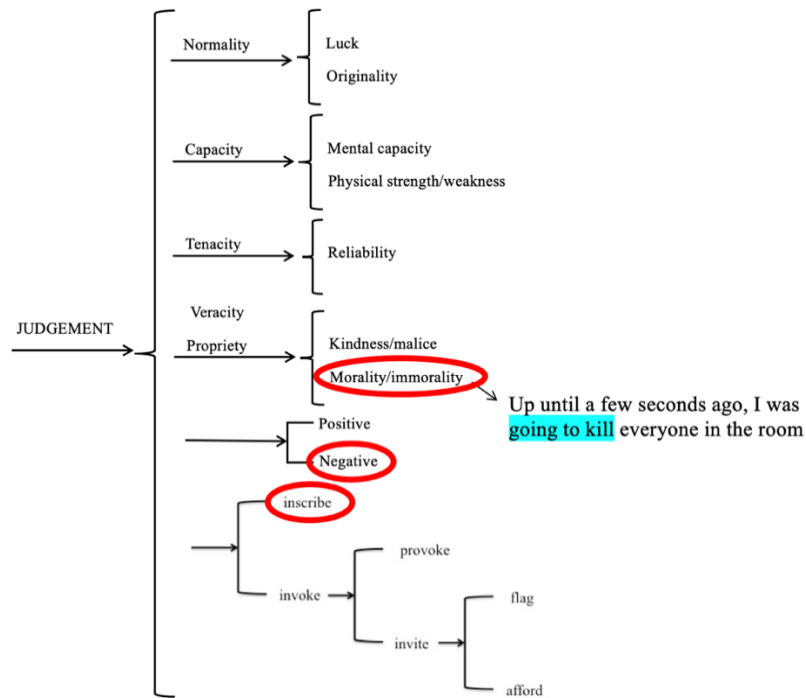 Normality
Luck
Originality
Capacity
Mental capacity
Physical strength/weakness
Tenacity
Reliability
Veracity
JUDGEMENT
Propriety
Kindness/malice
Morality/immorality
Up until a few seconds ago, I was
going to kill everyone in the room
Positive
Negative
inscribe
provoke
invoke
flag
invite
afford